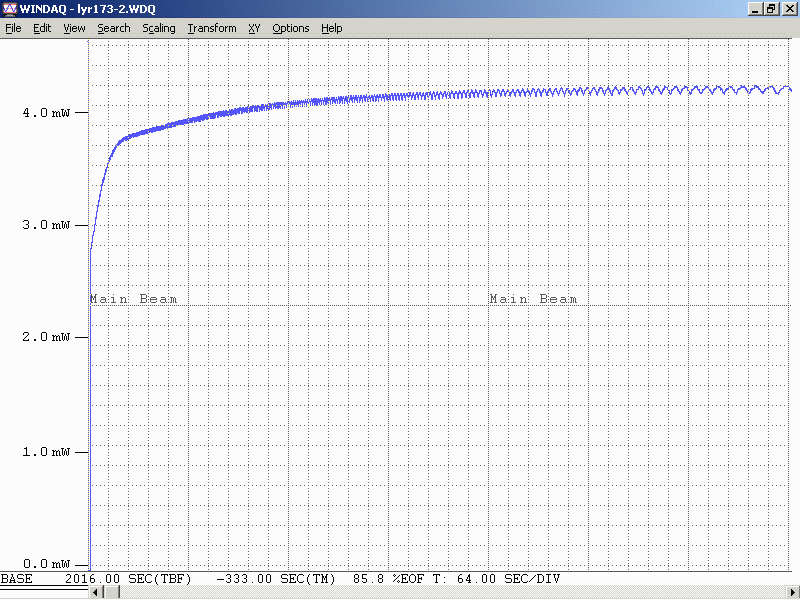 WINDAQ - lyr173-2.WDQ
File Edit View Search Scaling Transform XY Options Help
4.0 mW
3.0 mW
Main Beam Main Beam
2.0 mW
1.0 mW
0.0 mW
BASE 2016.00 SEC(TBF) -333.00 SEC(TM) 85.8 %EOF T: 64.00 SEC/DIV